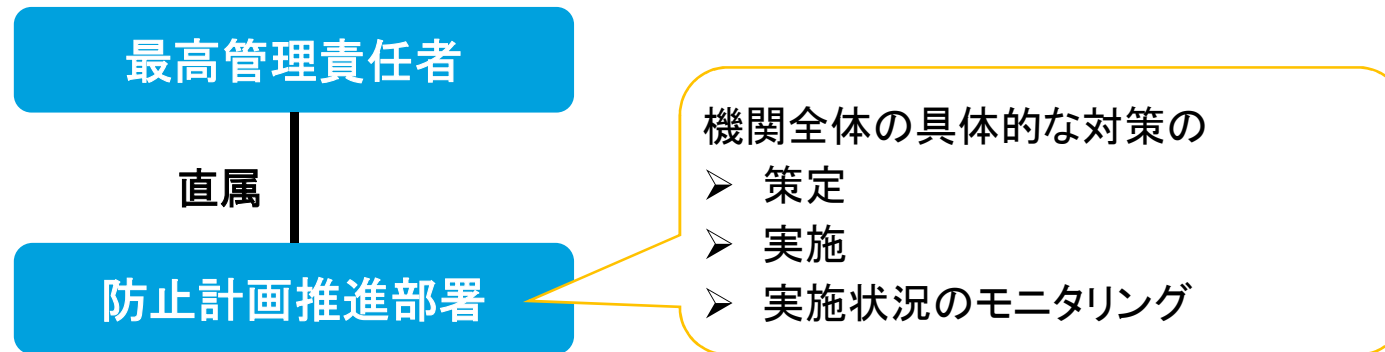 最高管理責任者
直属
防止計画推進部署
機関全体の具体的な対策の
➢ 策定
➢ 実施
➢ 実施状況のモニタリング